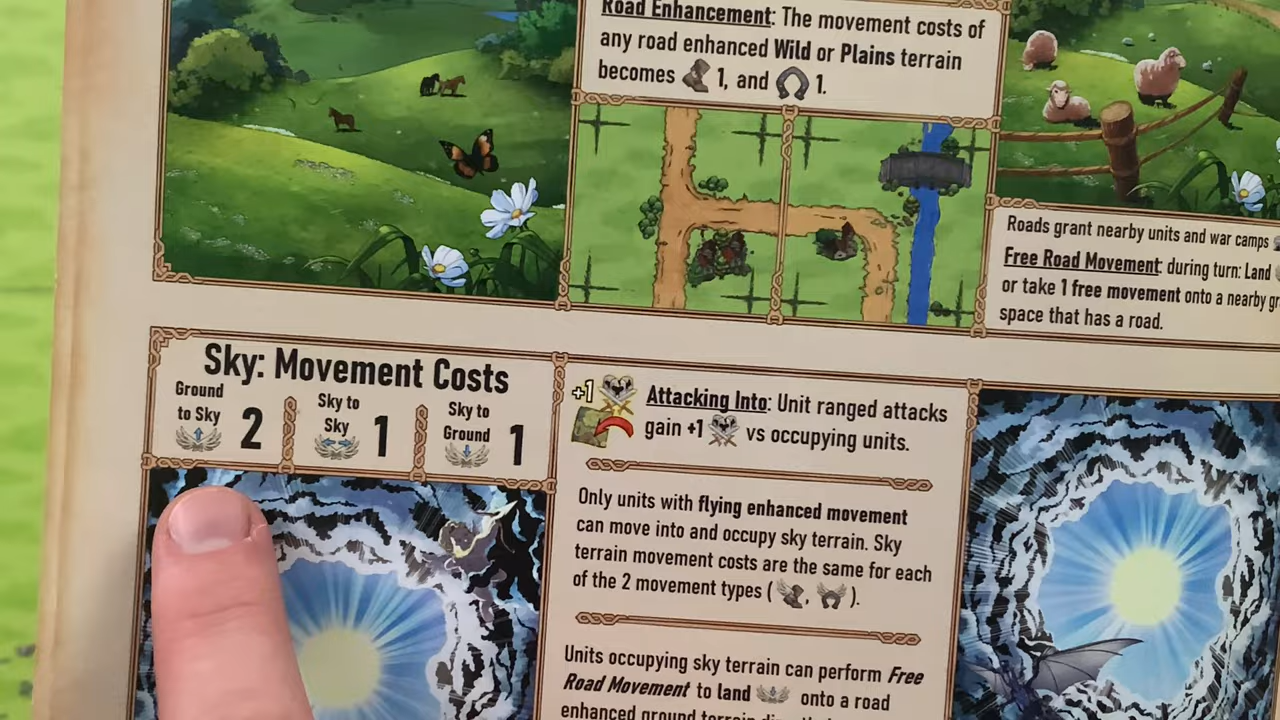 Road Enhancement: The movement costs of
any road enhanced Wild or Plains terrain
becomes 1, and 1.
Roads grant nearby units and war camps
Free Road Movement: during turn: Land
or take 1 free movement onto a nearby
space that has a road.
Sky: Movement Costs
Ground
to Sky
2
Sky to
Sky
1
Sky to
Ground
1
+1
Attacking Into: Unit ranged attacks
gain +1 vs occupying units.
Only units with flying enhanced movement
can move into and occupy sky terrain. Sky
terrain movement costs are the same for each
of the 2 movement types ( , ).
Units occupying sky terrain can perform Free
Road Movement to land onto a road
enhanced ground terrain